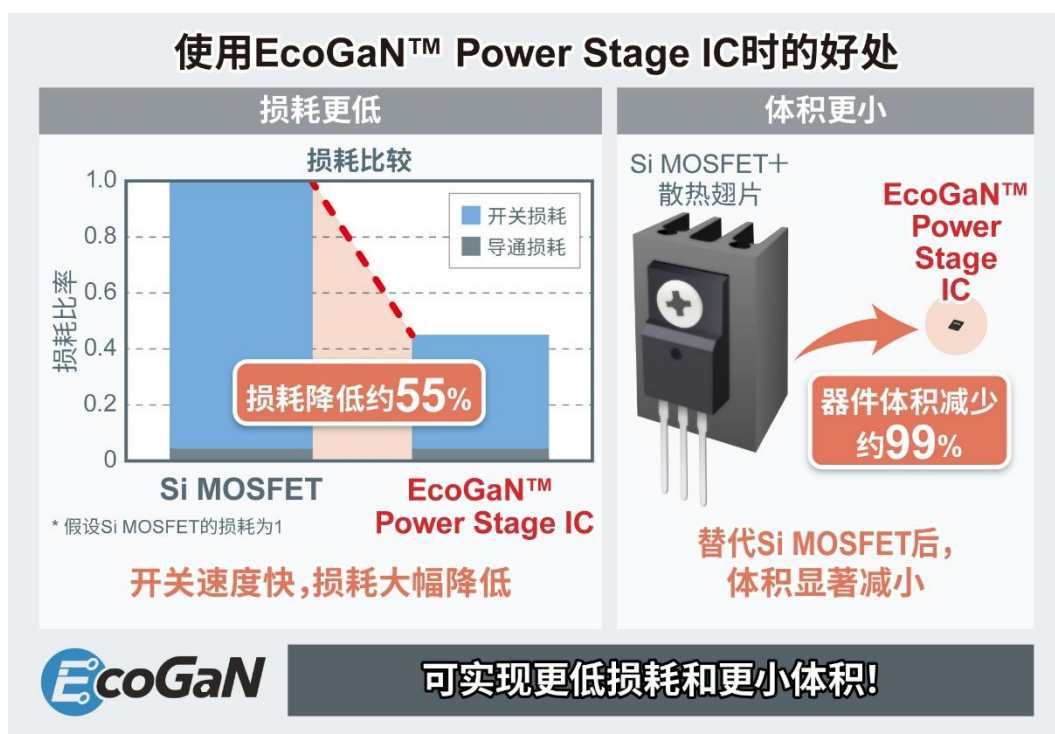 使用EcoGaN™ Power Stage IC时的好处
损耗更低
损耗比较
损耗比率
1.0
0.8
0.6
0.4
0.2
0
开关损耗
导通损耗
损耗降低约55%
Si MOSFET
EcoGaN™
Power Stage IC
* 假设Si MOSFET的损耗为1
开关速度快,损耗大幅降低
体积更小
Si MOSFET＋
散热翅片
EcoGaN™
Power
Stage
IC
器件体积减少
约99%
替代Si MOSFET后,
体积显著减小
EcoGaN
可实现更低损耗和更小体积!